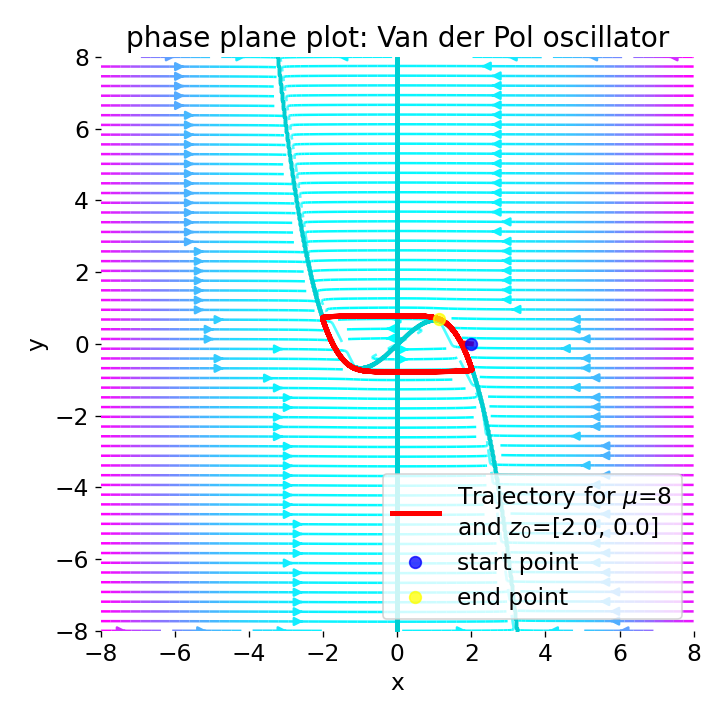 phase plane plot: Van der Pol oscillator
8
6
4
2
0
−2
−4
−6
−8
y
−8 −6 −4 −2 0 2 4 6 8
x
Trajectory for μ=8
and z₀=[2.0, 0.0]
start point
end point